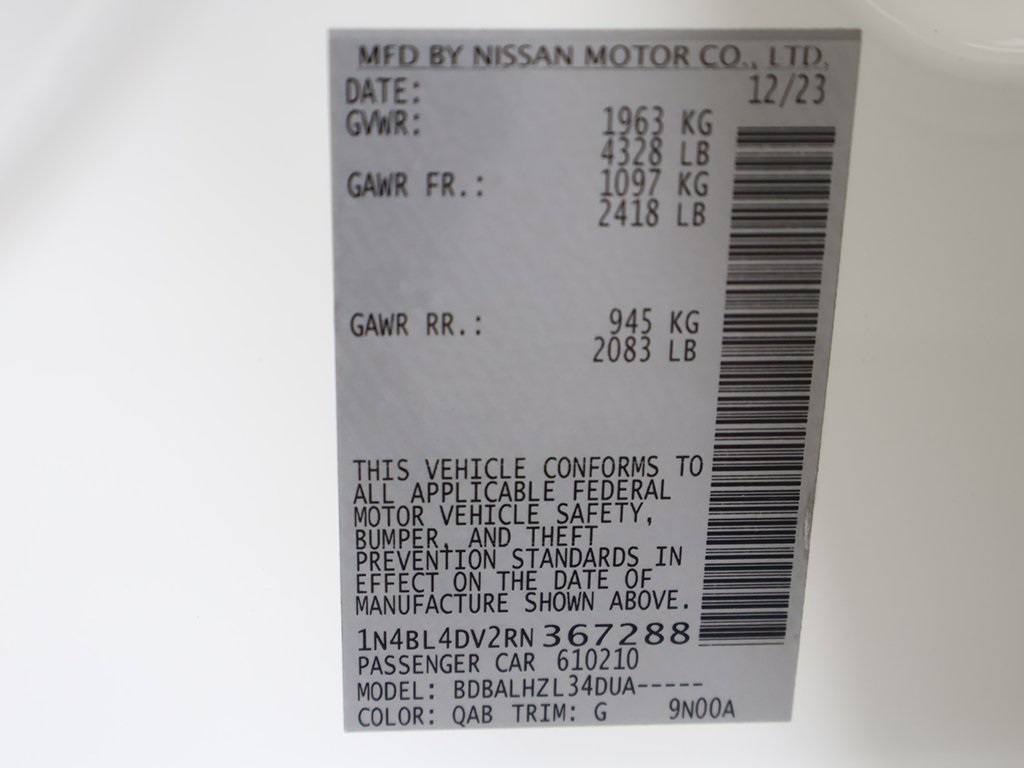 MFD BY NISSAN MOTOR CO., LTD.
DATE: 12/23
GVWR: 1963 KG
4328 LB
GAWR FR.: 1097 KG
2418 LB
GAWR RR.: 945 KG
2083 LB
THIS VEHICLE CONFORMS TO
ALL APPLICABLE FEDERAL
MOTOR VEHICLE SAFETY,
BUMPER, AND THEFT
PREVENTION STANDARDS IN
EFFECT ON THE DATE OF
MANUFACTURE SHOWN ABOVE.
1N4BL4DV2RN367288
PASSENGER CAR 610210
MODEL: BDBALHZL34DUA-----
COLOR: QAB TRIM: G 9N00A